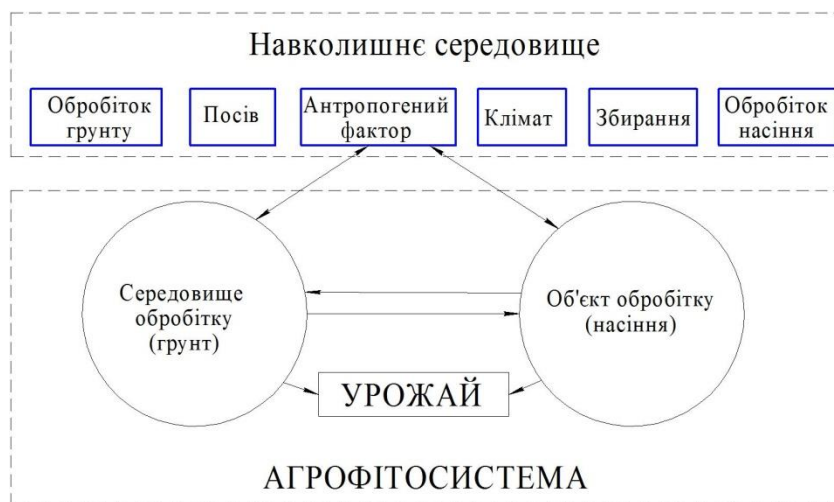 Навколишнє середовище
Обробіток
грунту
Посів
Антропогений
фактор
Клімат
Збирання
Обробіток
насіння
Середовище
обробітку
(грунт)
Об'єкт обробітку
(насіння)
УРОЖАЙ
АГРОФІТОСИСТЕМА